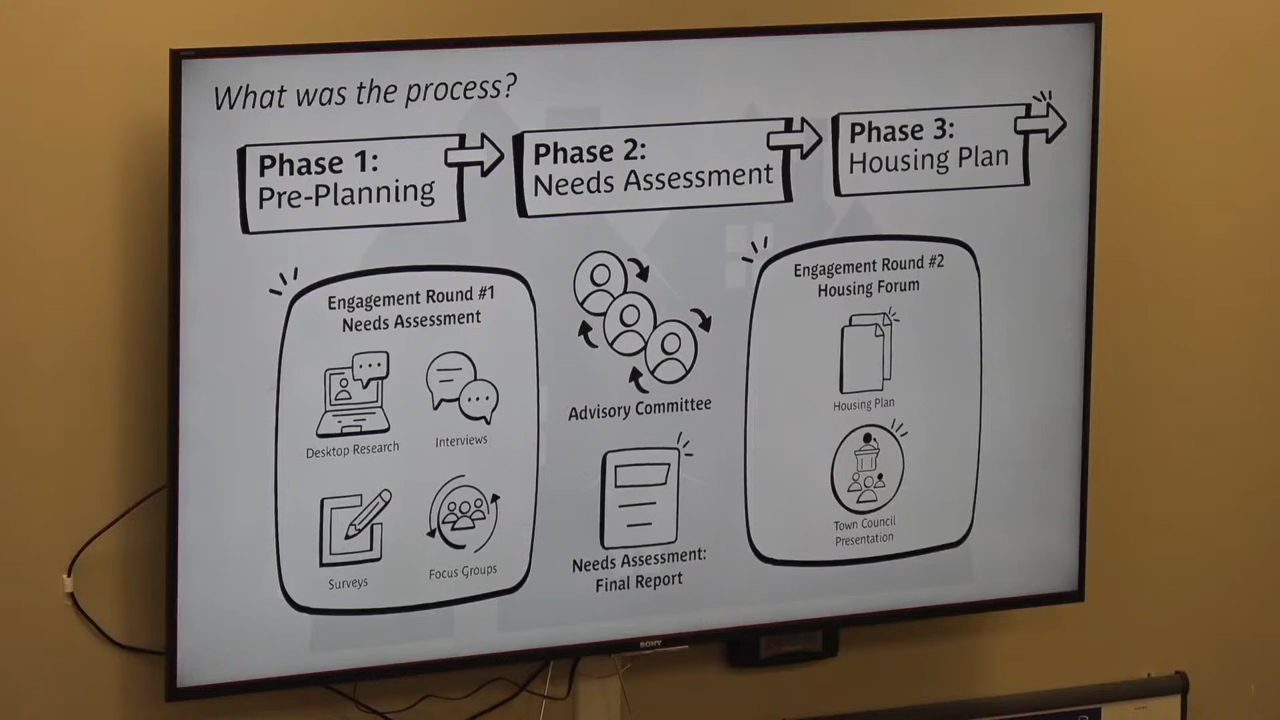 What was the process?
Phase 1:
Pre-Planning
Phase 2:
Needs Assessment
Phase 3:
Housing Plan
Engagement Round #1
Needs Assessment
Desktop Research
Interviews
Surveys
Focus Groups
Advisory Committee
Needs Assessment:
Final Report
Engagement Round #2
Housing Forum
Housing Plan
Town Council
Presentation
SONY